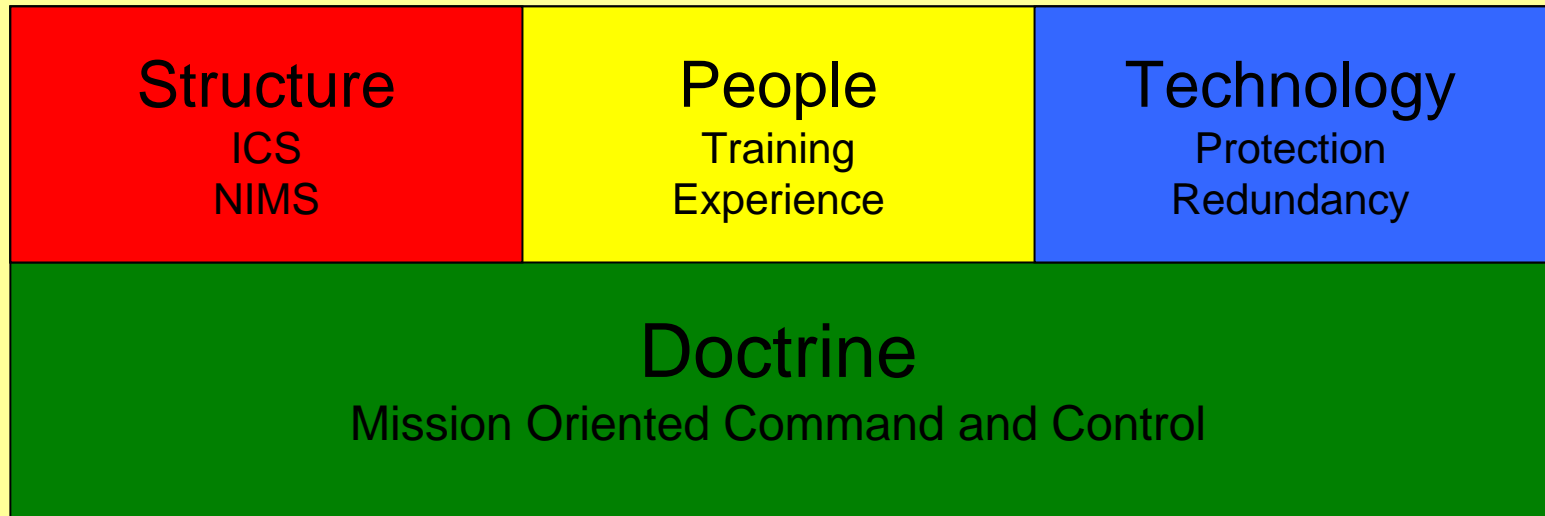 Structure
ICS
NIMS
People
Training
Experience
Technology
Protection
Redundancy
Doctrine
Mission Oriented Command and Control